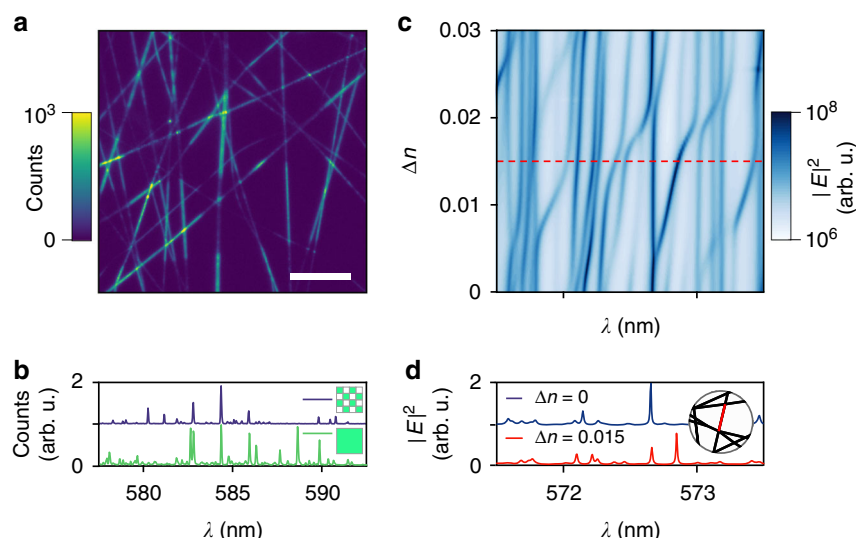 a
10³
Counts
0
c
0.03
0.02
0.01
0
Δn
λ (nm)
10⁸
10⁶
|E|²
(arb. u.)
b
2
1
0
Counts
(arb. u.)
580
585
590
λ (nm)
d
2
1
0
|E|²
(arb. u.)
Δn = 0
Δn = 0.015
572
573
λ (nm)